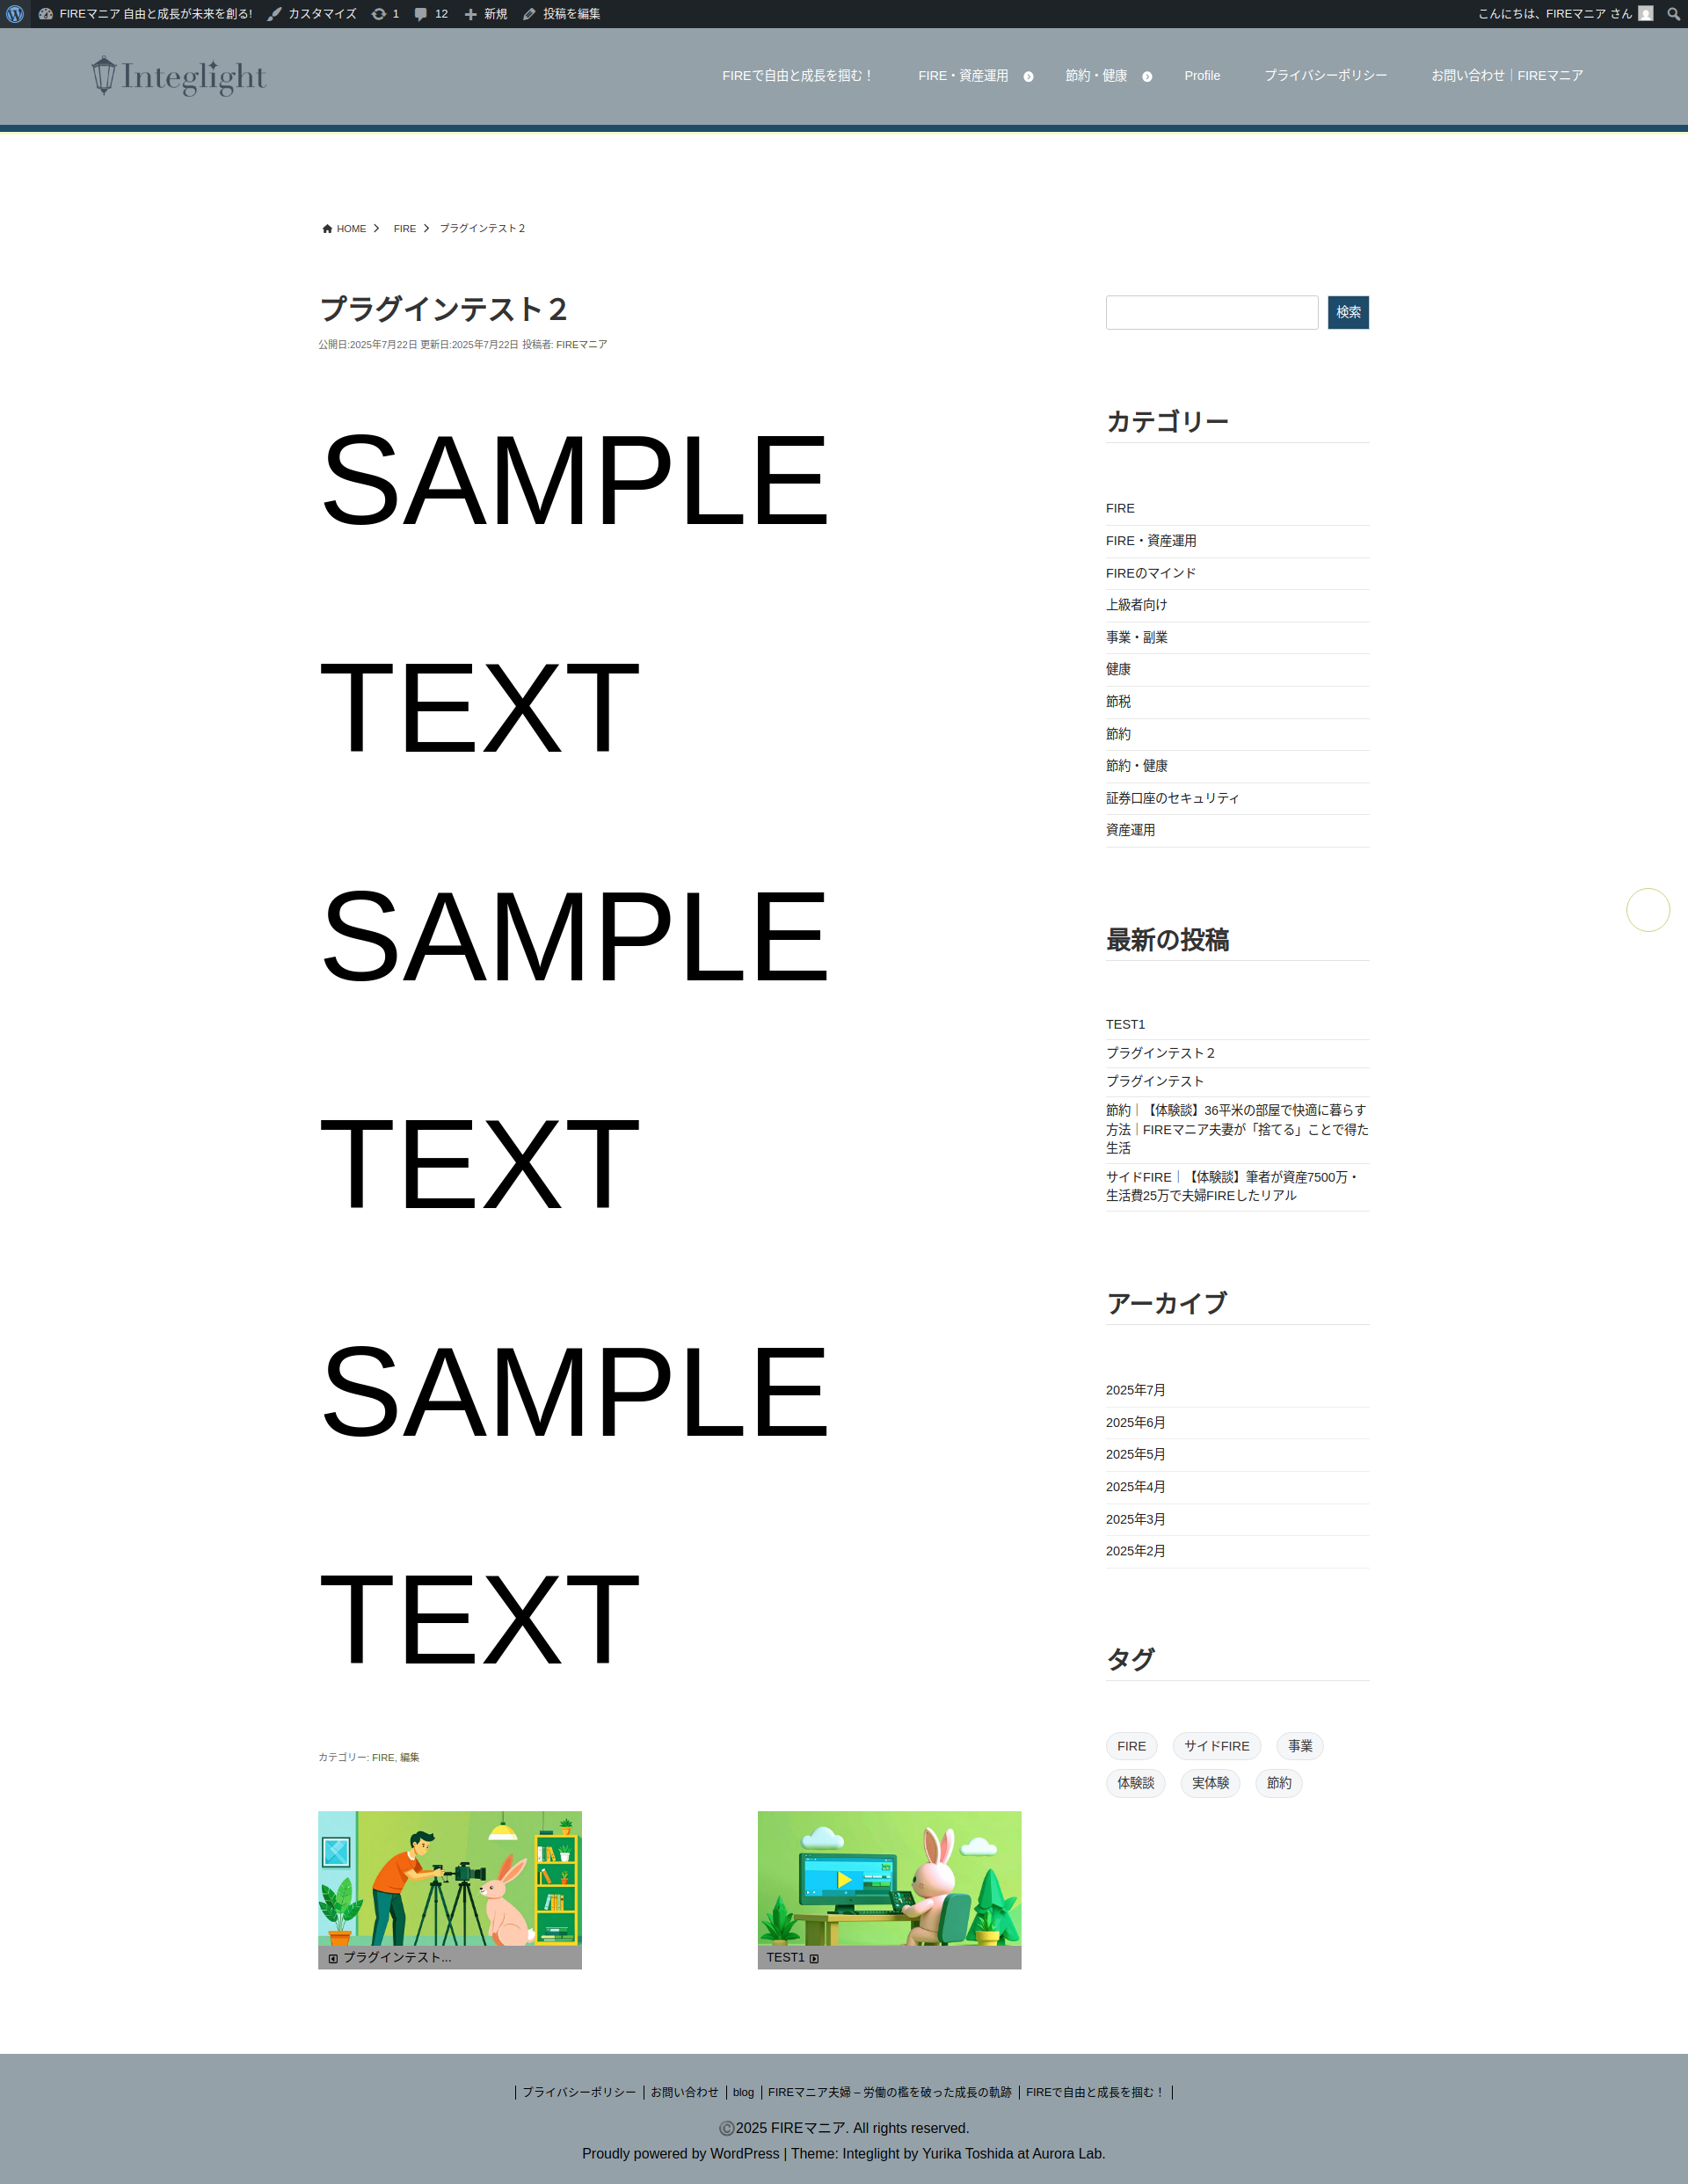 FIREマニア 自由と成長が未来を創る! カスタマイズ 1 12 新規 投稿を編集 こんにちは、FIREマニア さん
Integlight
FIREで自由と成長を掴む！ FIRE・資産運用 節約・健康 Profile プライバシーポリシー お問い合わせ｜FIREマニア
HOME FIRE プラグインテスト２
プラグインテスト２
公開日:2025年7月22日 更新日:2025年7月22日 投稿者: FIREマニア
SAMPLE
TEXT
SAMPLE
TEXT
SAMPLE
TEXT
カテゴリー: FIRE, 編集
プラグインテスト...
TEST1
検索
カテゴリー
FIRE
FIRE・資産運用
FIREのマインド
上級者向け
事業・副業
健康
節税
節約
節約・健康
証券口座のセキュリティ
資産運用
最新の投稿
TEST1
プラグインテスト２
プラグインテスト
節約｜【体験談】36平米の部屋で快適に暮らす
方法｜FIREマニア夫妻が「捨てる」ことで得た
生活
サイドFIRE｜【体験談】筆者が資産7500万・
生活費25万で夫婦FIREしたリアル
アーカイブ
2025年7月
2025年6月
2025年5月
2025年4月
2025年3月
2025年2月
タグ
FIRE サイドFIRE 事業
体験談 実体験 節約
プライバシーポリシー お問い合わせ blog FIREマニア夫婦 – 労働の檻を破った成長の軌跡 FIREで自由と成長を掴む！
©2025 FIREマニア. All rights reserved.
Proudly powered by WordPress | Theme: Integlight by Yurika Toshida at Aurora Lab.